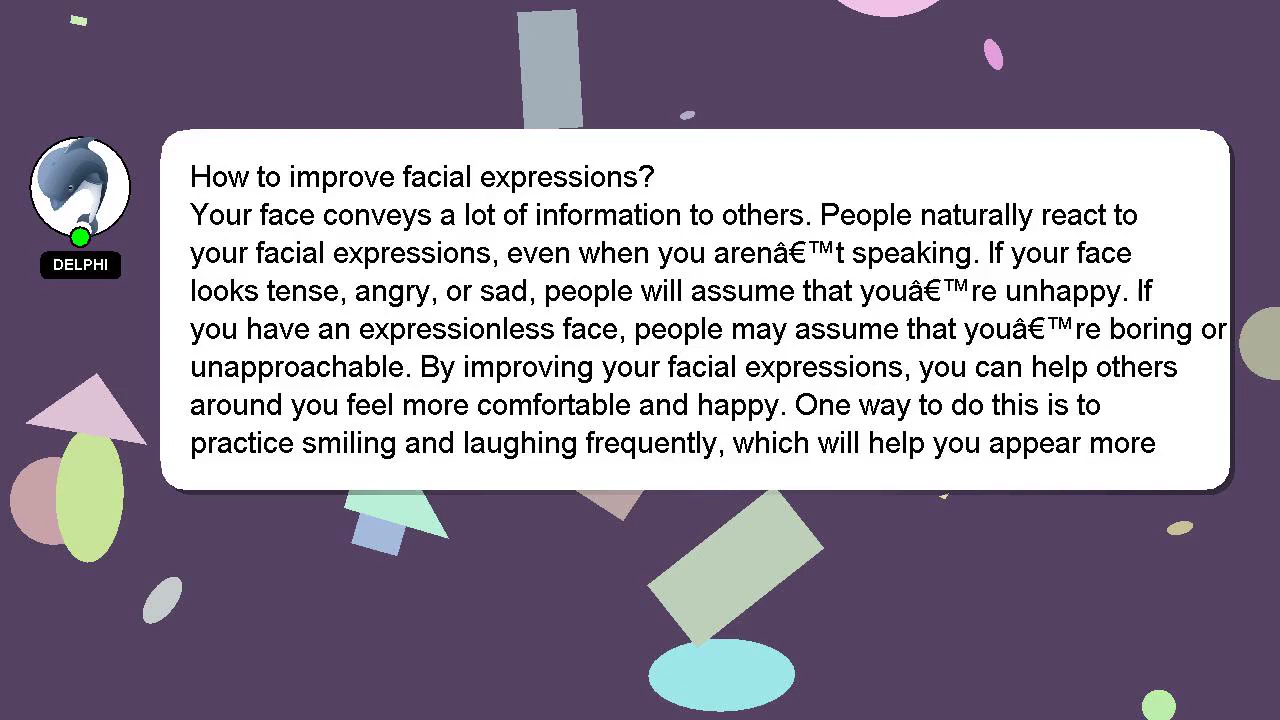 DELPHI
How to improve facial expressions?
Your face conveys a lot of information to others. People naturally react to
your facial expressions, even when you arenâ€™t speaking. If your face
looks tense, angry, or sad, people will assume that youâ€™re unhappy. If
you have an expressionless face, people may assume that youâ€™re boring or
unapproachable. By improving your facial expressions, you can help others
around you feel more comfortable and happy. One way to do this is to
practice smiling and laughing frequently, which will help you appear more